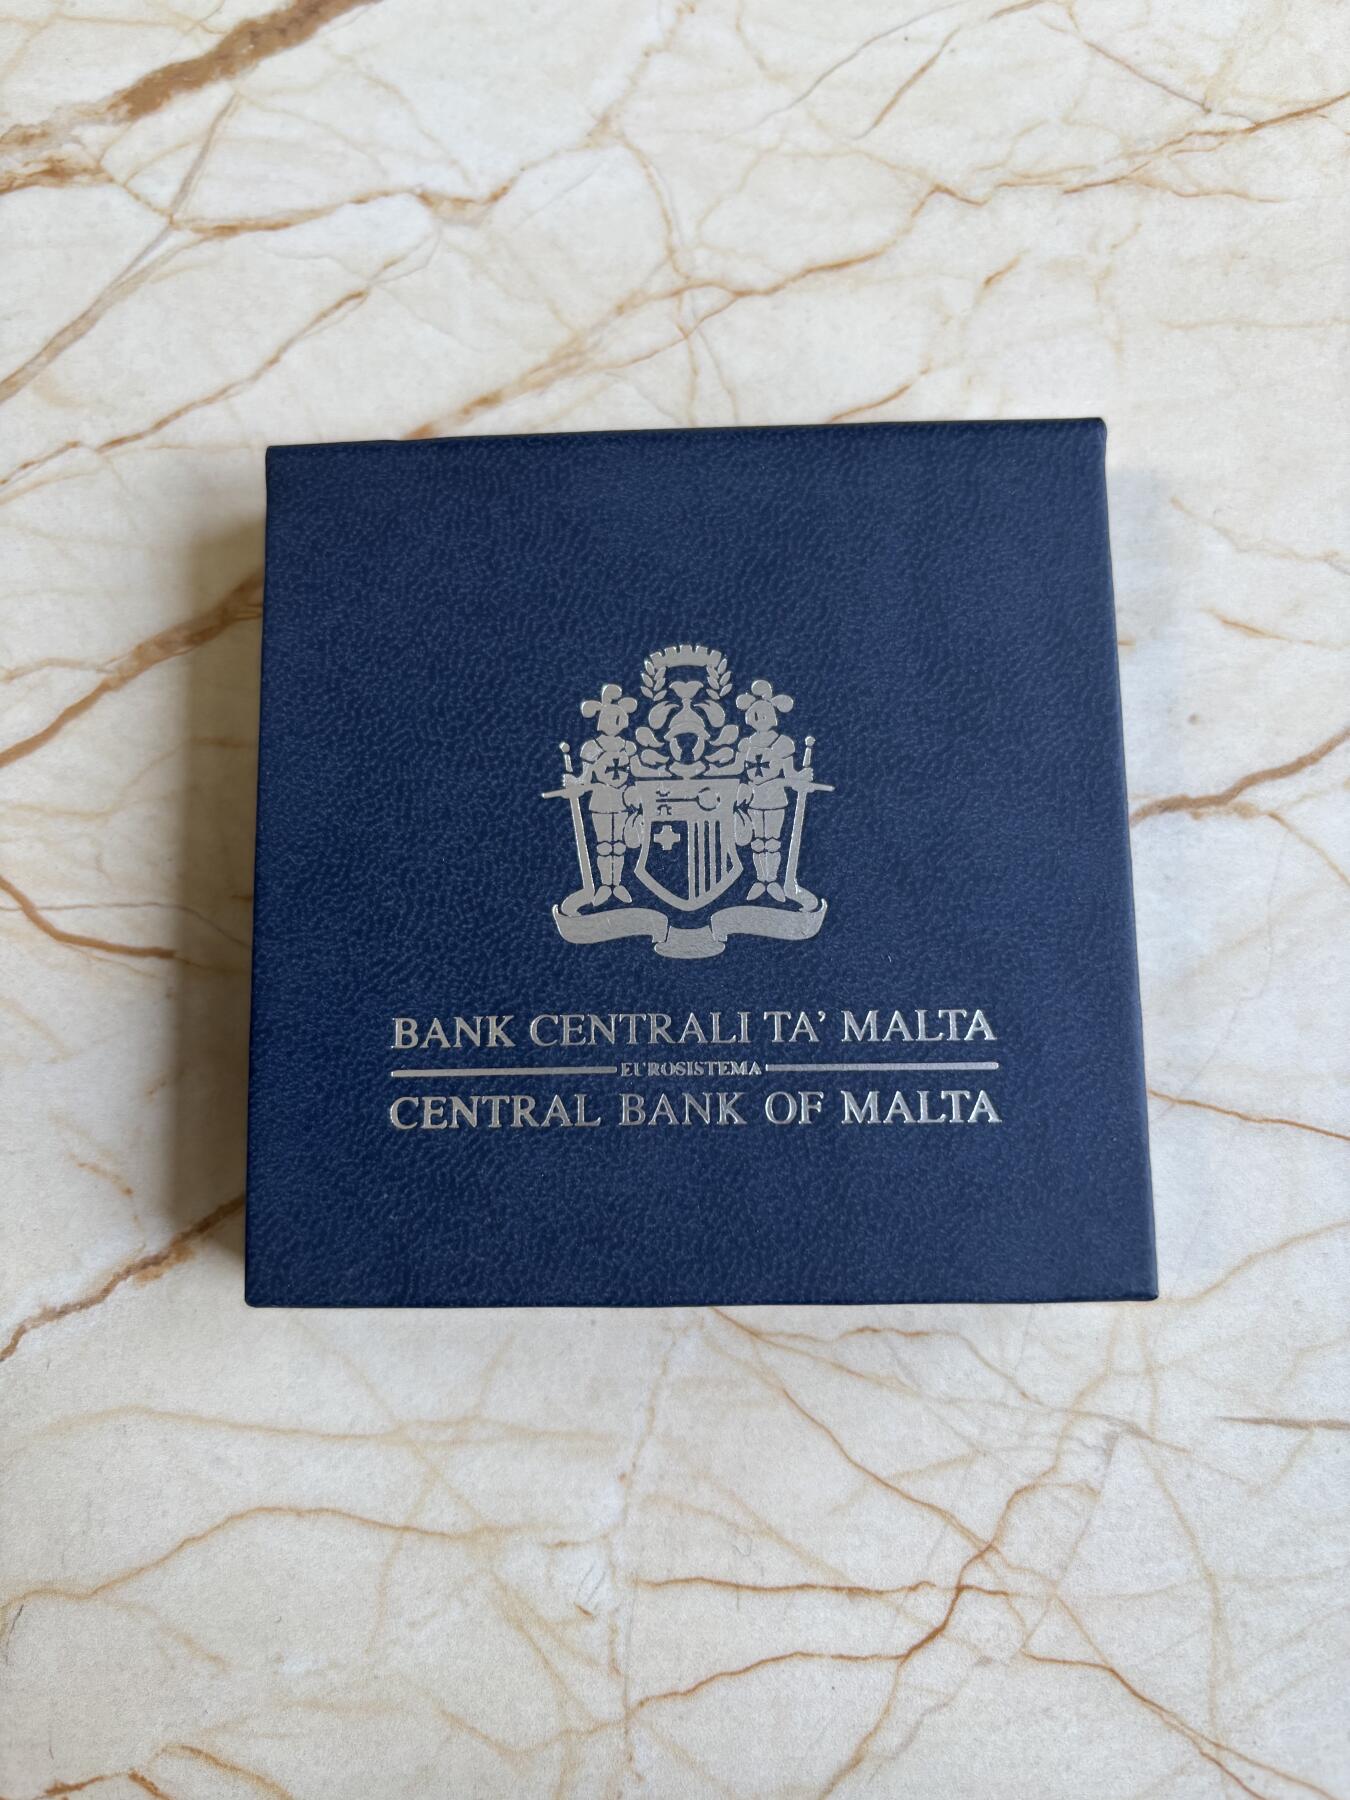 BANK CENTRALI TA' MALTA
EUROSISTEMA
CENTRAL BANK OF MALTA